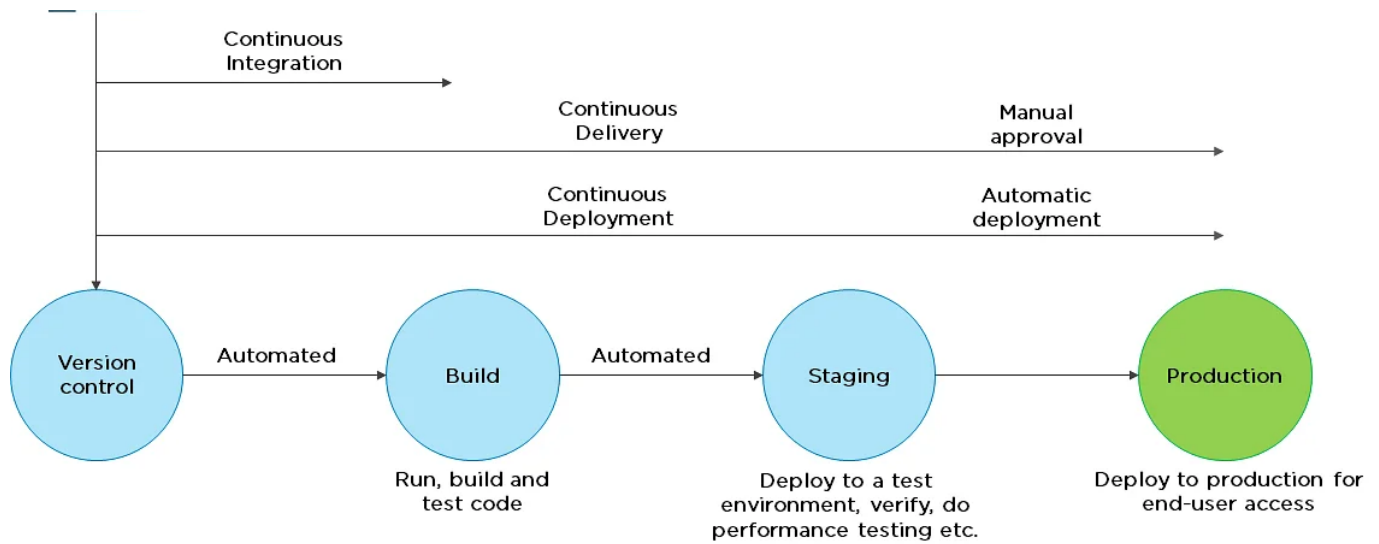 Continuous
Integration
Continuous
Delivery
Manual
approval
Continuous
Deployment
Automatic
deployment
Version
control
Automated
Build
Automated
Staging
Production
Run, build and
test code
Deploy to a test
environment, verify, do
performance testing etc.
Deploy to production for
end-user access